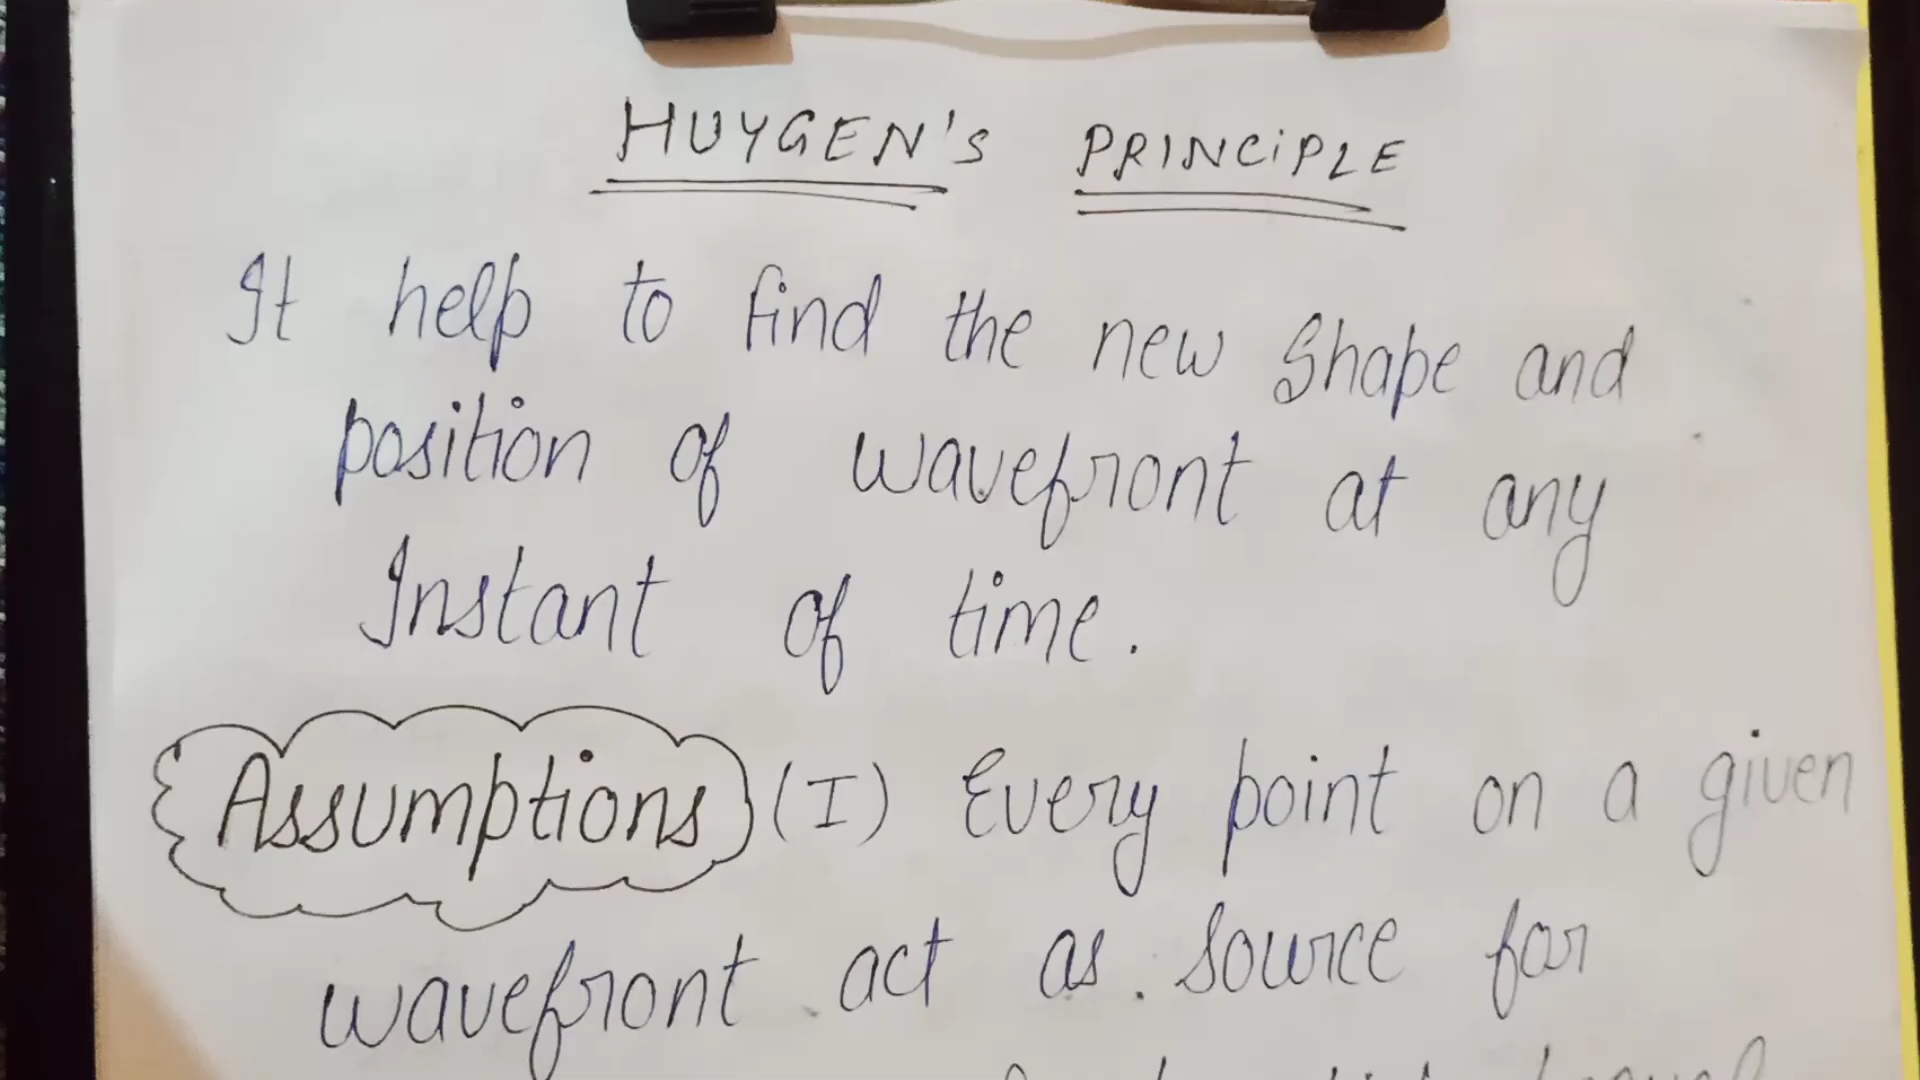 HUYGEN's PRINCiPLE
It help to find the new Shape and
position of wavefront at any
Instant of time.
Assumptions (I) Every point on a given
wavefront act as source for